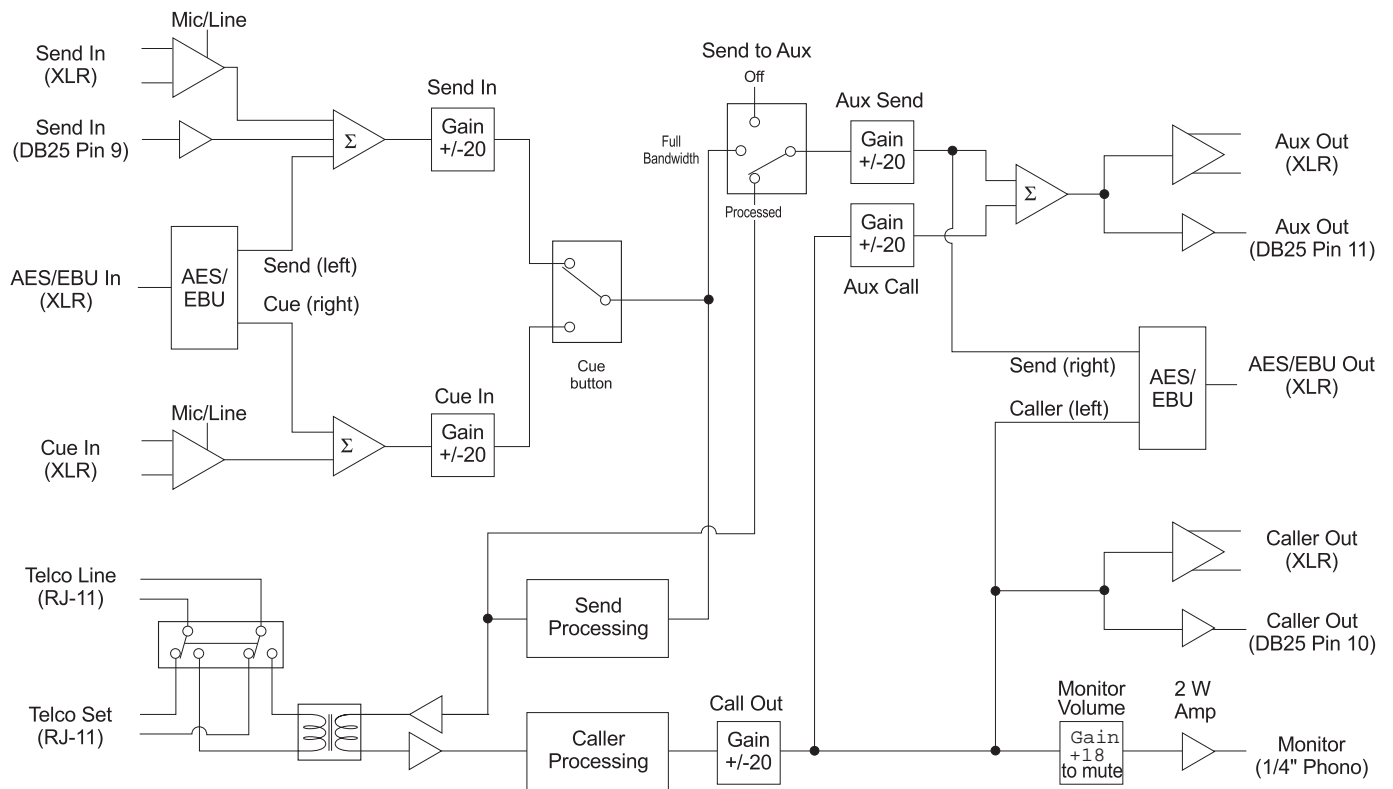 Mic/Line
Send In
(XLR)
Send In
(DB25 Pin 9)
Σ
Send In
Gain
+/-20
AES/EBU In
(XLR)
AES/
EBU
Send (left)
Cue (right)
Mic/Line
Cue In
(XLR)
Σ
Cue In
Gain
+/-20
Cue
button
Send to Aux
Off
Full
Bandwidth
Processed
Aux Send
Gain
+/-20
Gain
+/-20
Aux Call
Σ
Aux Out
(XLR)
Aux Out
(DB25 Pin 11)
Send (right)
Caller (left)
AES/
EBU
AES/EBU Out
(XLR)
Telco Line
(RJ-11)
Telco Set
(RJ-11)
Send
Processing
Caller
Processing
Call Out
Gain
+/-20
Caller Out
(XLR)
Caller Out
(DB25 Pin 10)
Monitor
Volume
Gain
+18
to mute
2 W
Amp
Monitor
(1/4" Phono)